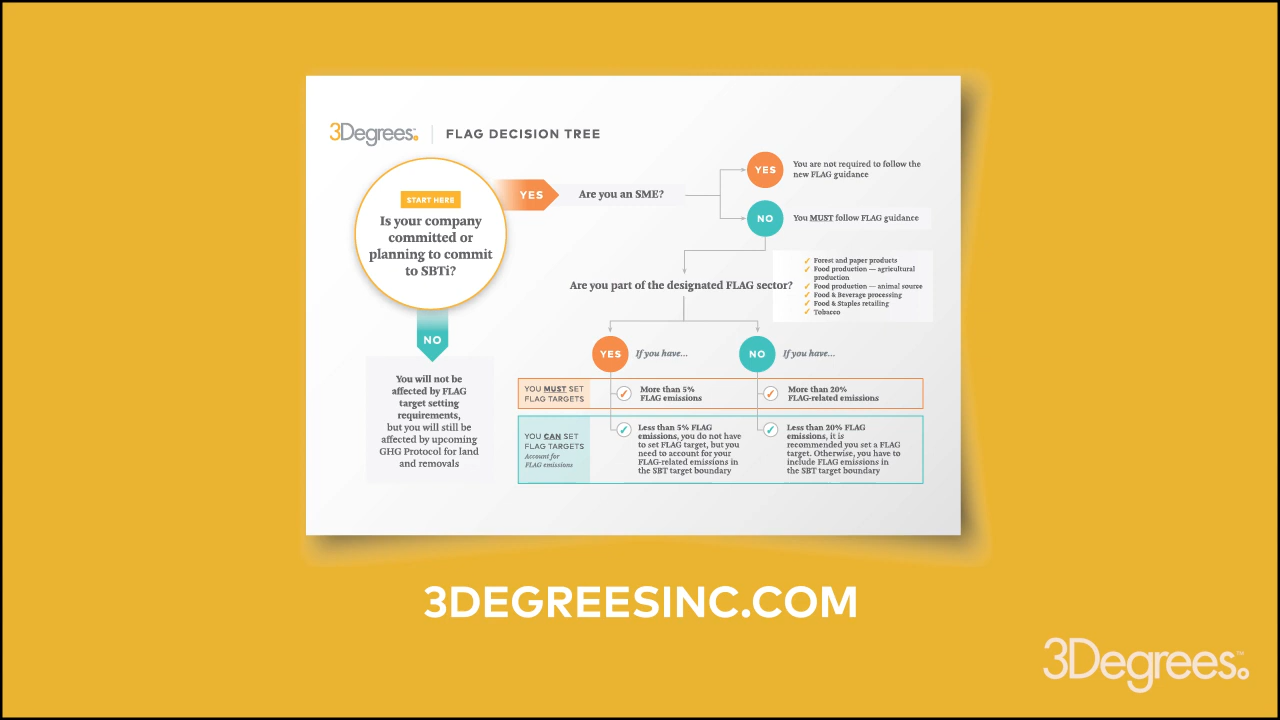 3Degrees™
FLAG DECISION TREE
START HERE
Is your company
committed or
planning to commit
to SBTi?
YES
Are you an SME?
YES
You are not required to follow the
new FLAG guidance
NO
You MUST follow FLAG guidance
Are you part of the designated FLAG sector?
✓ Forest and paper products
✓ Food production — agricultural
production
✓ Food production — animal source
✓ Food & Beverage processing
✓ Food & Staples retailing
✓ Tobacco
NO
You will not be
affected by FLAG
target setting
requirements,
but you will still be
affected by upcoming
GHG Protocol for land
and removals
YES
If you have...
NO
If you have...
YOU MUST SET
FLAG TARGETS
✓ More than 5%
FLAG emissions
✓ More than 20%
FLAG-related emissions
YOU CAN SET
FLAG TARGETS
Account for
FLAG emissions
✓ Less than 5% FLAG
emissions, you do not have
to set FLAG target, but you
need to account for your
FLAG-related emissions in
the SBT target boundary
✓ Less than 20% FLAG
emissions, it is
recommended you set a FLAG
target. Otherwise, you have to
include FLAG emissions in
the SBT target boundary
3DEGREESINC.COM
3Degrees™